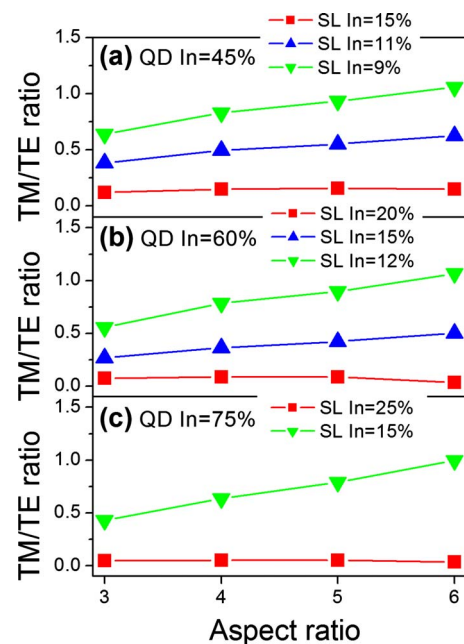 (a) QD In=45%
SL In=15%
SL In=11%
SL In=9%
TM/TE ratio
1.5
1.0
0.5
0.0
(b) QD In=60%
SL In=20%
SL In=15%
SL In=12%
TM/TE ratio
1.5
1.0
0.5
0.0
(c) QD In=75%
SL In=25%
SL In=15%
TM/TE ratio
1.5
1.0
0.5
0.0
3 4 5 6
Aspect ratio